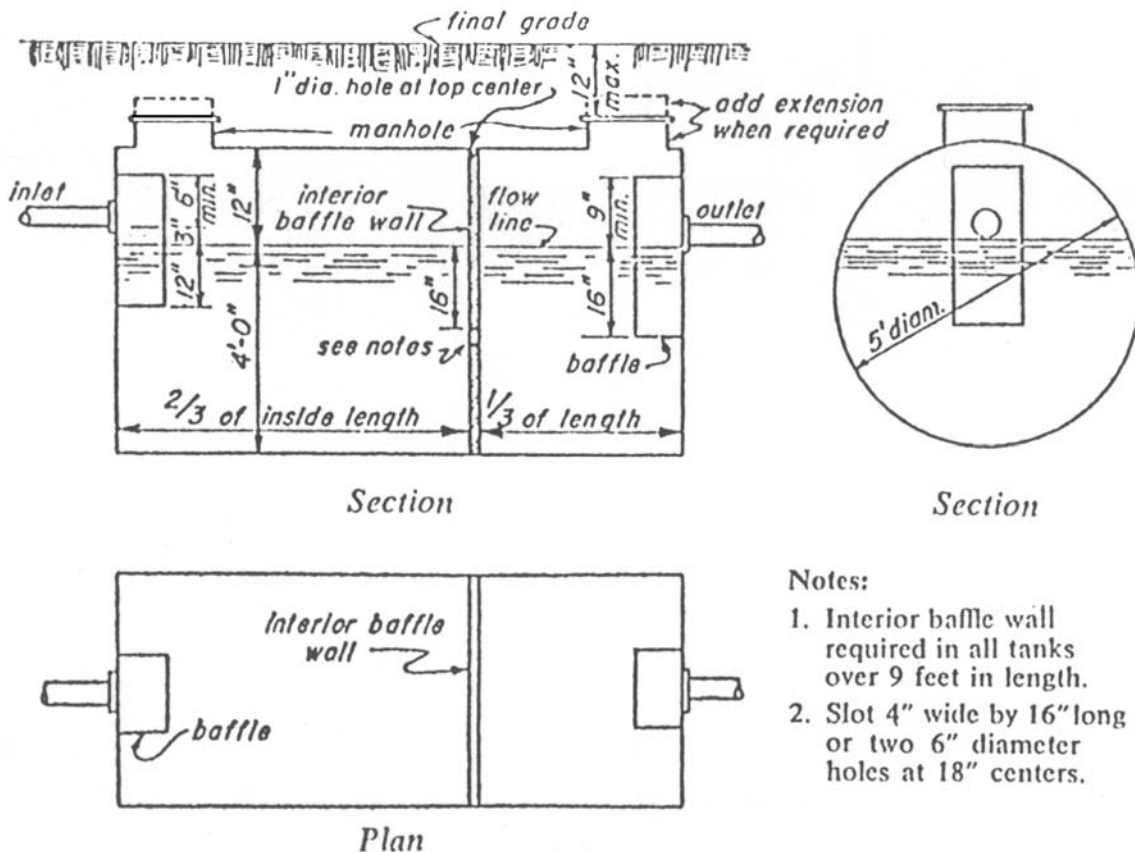 final grade
1" dia. hole at top center
12"
max.
manhole
add extension
when required
inlet
6"
min.
3"
12"
12"
4'-0"
interior
baffle wall
flow
line
9"
min.
outlet
16"
16"
see notes
baffle
5' diam.
2/3 of inside length
1/3 of length
Section
Section
Interior baffle
wall
baffle
Plan
Notes:
1. Interior baffle wall
required in all tanks
over 9 feet in length.
2. Slot 4" wide by 16" long
or two 6" diameter
holes at 18" centers.